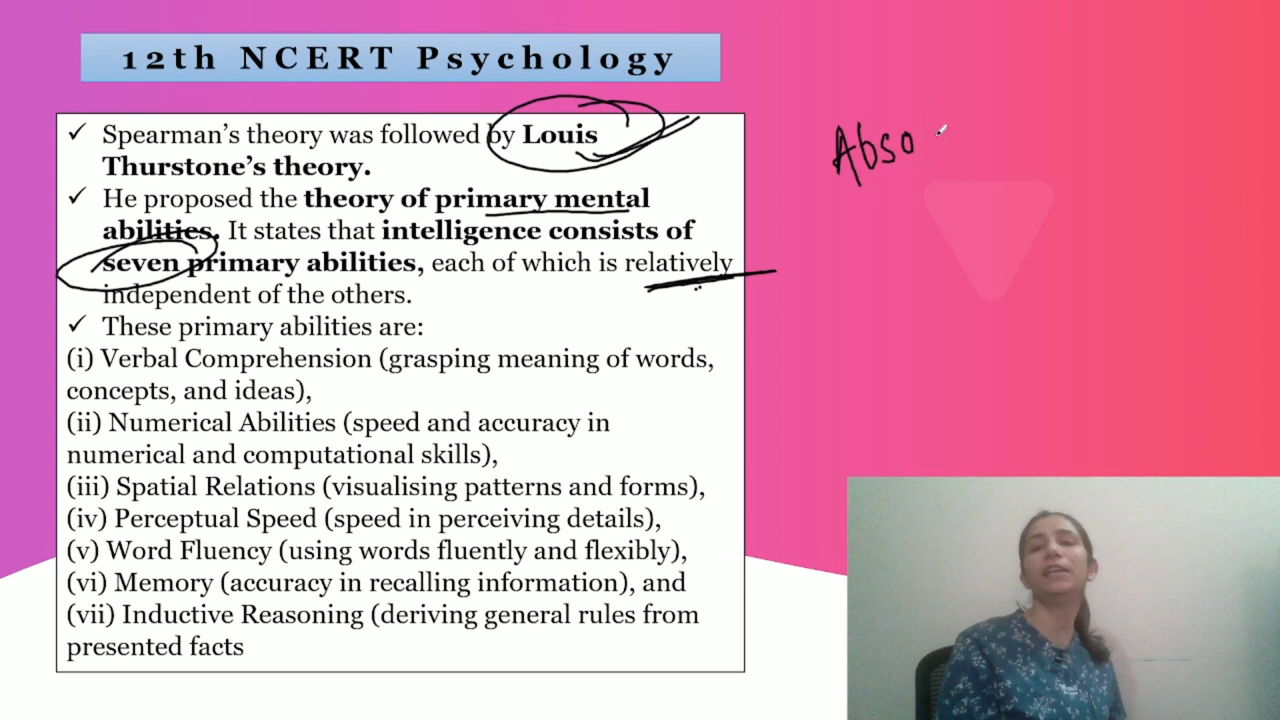 12th NCERT Psychology
✓ Spearman's theory was followed by Louis
Thurstone's theory.
✓ He proposed the theory of primary mental
abilities. It states that intelligence consists of
seven primary abilities, each of which is relatively
independent of the others.
✓ These primary abilities are:
(i) Verbal Comprehension (grasping meaning of words,
concepts, and ideas),
(ii) Numerical Abilities (speed and accuracy in
numerical and computational skills),
(iii) Spatial Relations (visualising patterns and forms),
(iv) Perceptual Speed (speed in perceiving details),
(v) Word Fluency (using words fluently and flexibly),
(vi) Memory (accuracy in recalling information), and
(vii) Inductive Reasoning (deriving general rules from
presented facts
Abso